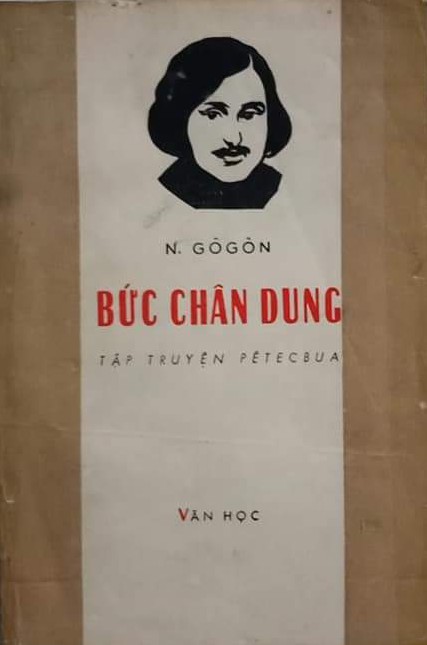 N. GÔGÔN
BỨC CHÂN DUNG
TẬP TRUYỆN PÊTECBUA
VĂN HỌC